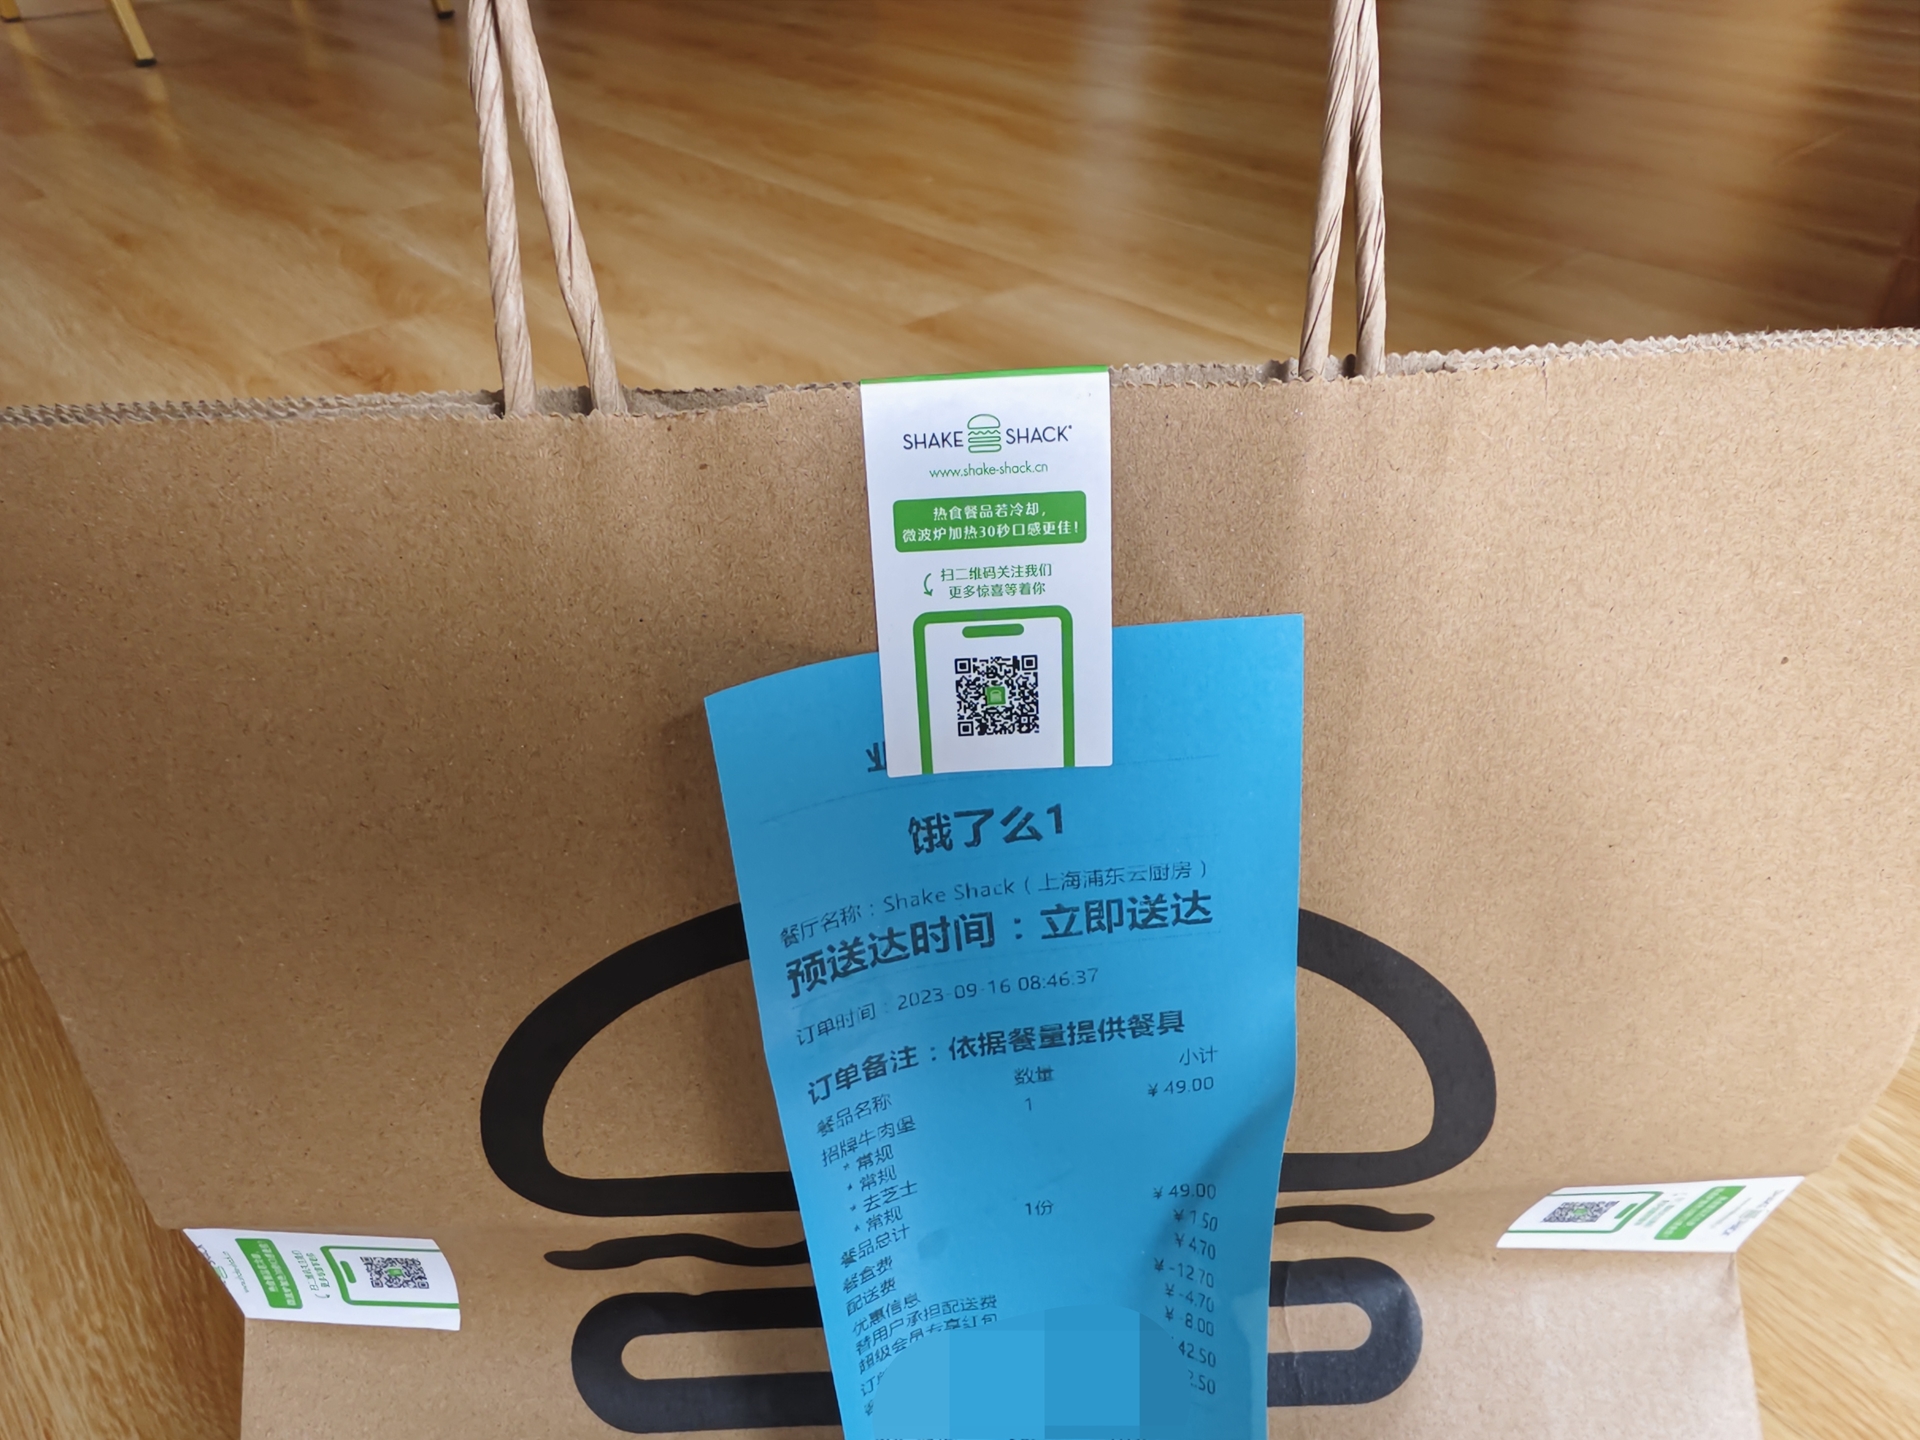 SHAKE SHACK
www.shake-shack.cn
热食餐品若冷却，
微波炉加热30秒口感更佳！
扫二维码关注我们
更多惊喜等着你
饿了么1
餐厅名称：Shake Shack（上海浦东云厨房）
预送达时间：立即送达
订单时间：2023-09-16 08:46:37
订单备注：依据餐量提供餐具
餐品名称 数量 小计
招牌牛肉堡 1 ￥49.00
* 常规
* 常规
* 去芝士
* 常规
餐品总计 1份 ￥49.00
餐盒费 ￥1.50
配送费 ￥4.70
优惠信息 ￥-12.70
替用户承担配送费 ￥-4.70
超级会员专享红包 ￥-8.00
42.50